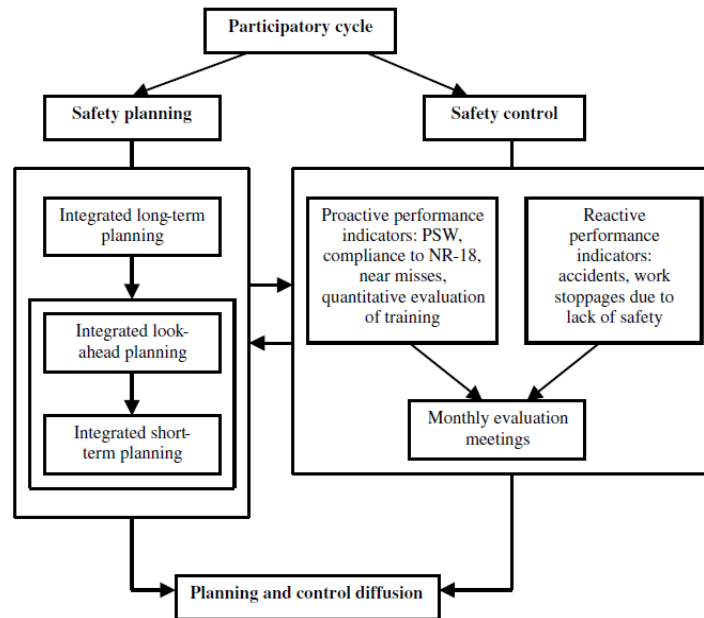 Participatory cycle
Safety planning
Safety control
Integrated long-term
planning
Integrated look-
ahead planning
Integrated short-
term planning
Proactive performance
indicators: PSW,
compliance to NR-18,
near misses,
quantitative evaluation
of training
Reactive
performance
indicators:
accidents, work
stoppages due to
lack of safety
Monthly evaluation
meetings
Planning and control diffusion